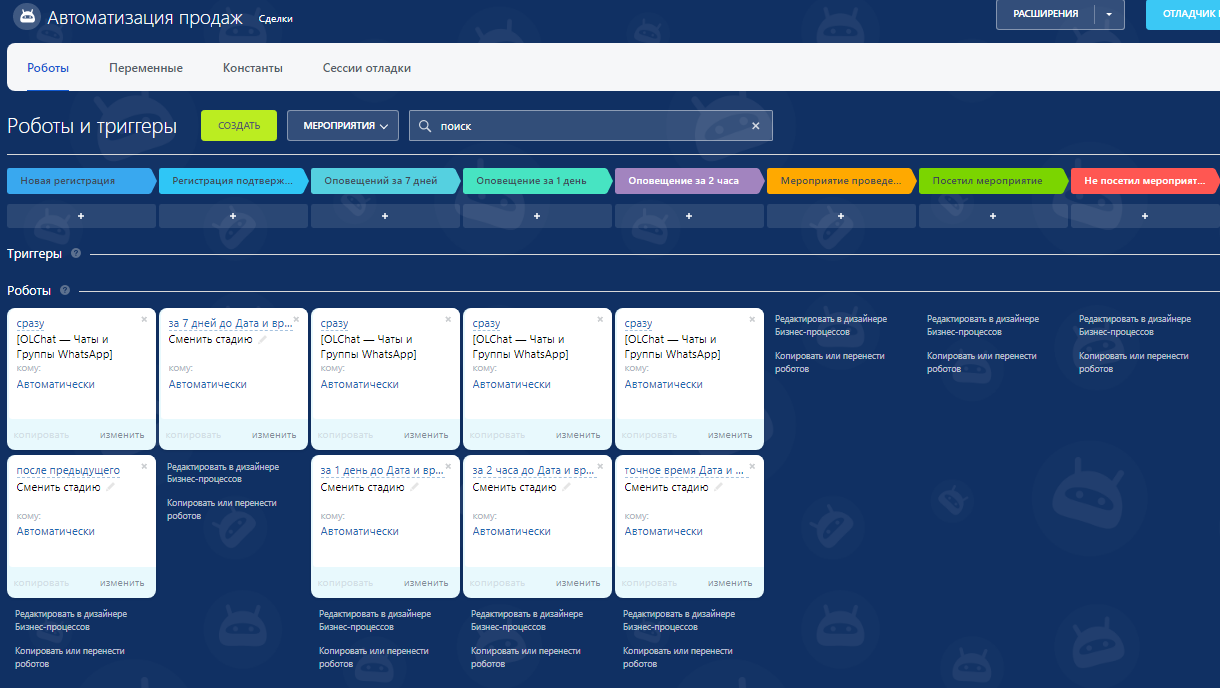 Автоматизация продаж Сделки
РАСШИРЕНИЯ
ОТЛАДЧИК
Роботы Переменные Константы Сессии отладки
Роботы и триггеры
СОЗДАТЬ
МЕРОПРИЯТИЯ
поиск
Новая регистрация
Регистрация подтверж...
Оповещений за 7 дней
Оповещение за 1 день
Оповещение за 2 часа
Мероприятие проведе...
Посетил мероприятие
Не посетил мероприят...
+ + + + + + + +
Триггеры ?
Роботы ?
сразу
[OLChat — Чаты и
Группы WhatsApp]
кому:
Автоматически
копировать изменить
за 7 дней до Дата и вр...
Сменить стадию
кому:
Автоматически
копировать изменить
сразу
[OLChat — Чаты и
Группы WhatsApp]
кому:
Автоматически
копировать изменить
сразу
[OLChat — Чаты и
Группы WhatsApp]
кому:
Автоматически
копировать изменить
сразу
[OLChat — Чаты и
Группы WhatsApp]
кому:
Автоматически
копировать изменить
Редактировать в дизайнере
Бизнес-процессов
Копировать или перенести
роботов
Редактировать в дизайнере
Бизнес-процессов
Копировать или перенести
роботов
Редактировать в дизайнере
Бизнес-процессов
Копировать или перенести
роботов
после предыдущего
Сменить стадию
кому:
Автоматически
копировать изменить
Редактировать в дизайнере
Бизнес-процессов
Копировать или перенести
роботов
за 1 день до Дата и вр...
Сменить стадию
кому:
Автоматически
копировать изменить
за 2 часа до Дата и вр...
Сменить стадию
кому:
Автоматически
копировать изменить
точное время Дата и ...
Сменить стадию
кому:
Автоматически
копировать изменить
Редактировать в дизайнере
Бизнес-процессов
Копировать или перенести
роботов
Редактировать в дизайнере
Бизнес-процессов
Копировать или перенести
роботов
Редактировать в дизайнере
Бизнес-процессов
Копировать или перенести
роботов
Редактировать в дизайнере
Бизнес-процессов
Копировать или перенести
роботов